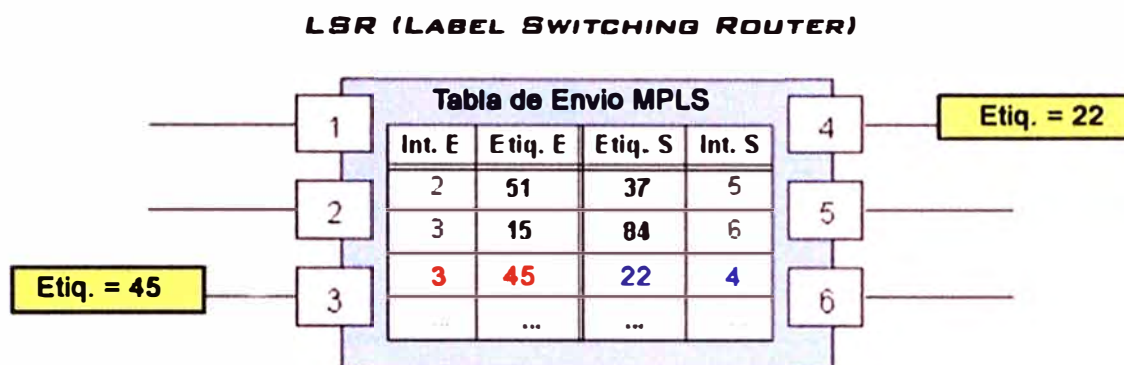 LSR (LABEL SWITCHING ROUTER)
Tabla de Envio MPLS
Int. E Etiq. E Etiq. S Int. S
2 51 37 5
3 15 84 6
3 45 22 4
... ... ... ...
1
2
3
4
5
6
Etiq. = 45
Etiq. = 22